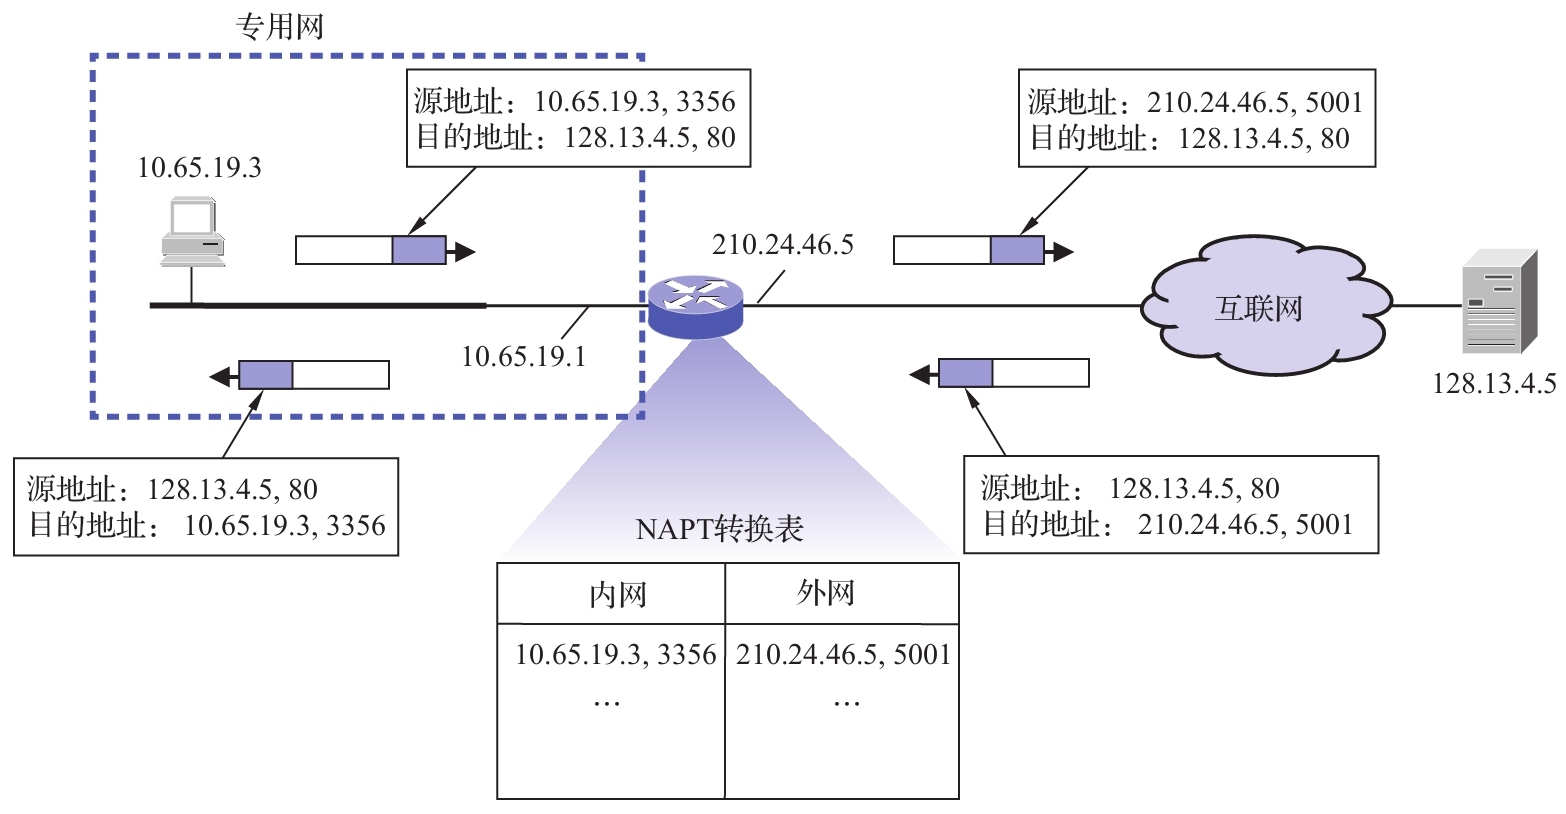 专用网
源地址：10.65.19.3, 3356
目的地址：128.13.4.5, 80
源地址：210.24.46.5, 5001
目的地址：128.13.4.5, 80
10.65.19.3
210.24.46.5
互联网
10.65.19.1
128.13.4.5
源地址：128.13.4.5, 80
目的地址： 10.65.19.3, 3356
源地址： 128.13.4.5, 80
目的地址： 210.24.46.5, 5001
NAPT转换表
内网 外网
10.65.19.3, 3356 210.24.46.5, 5001
… …